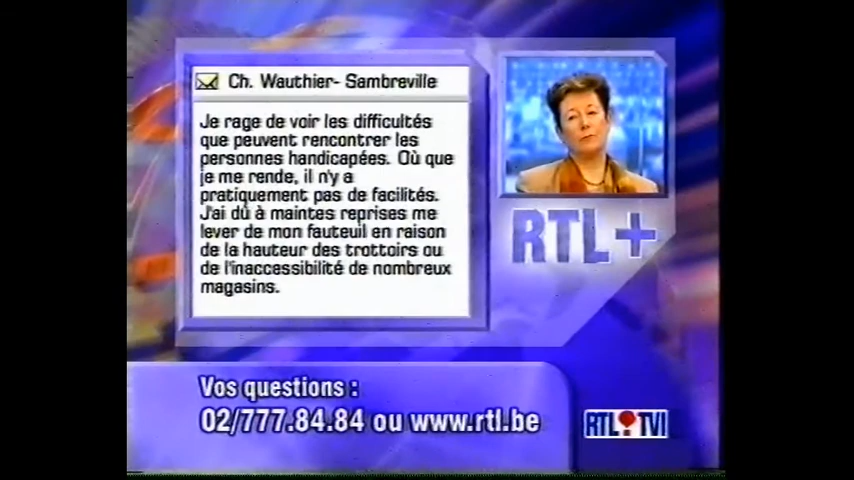 Ch. Wauthier- Sambreville
Je rage de voir les difficultés
que peuvent rencontrer les
personnes handicapées. Où que
je me rende, il n'y a
pratiquement pas de facilités.
J'ai dû à maintes reprises me
lever de mon fauteuil en raison
de la hauteur des trottoirs ou
de l'inaccessibilité de nombreux
magasins.
RTL+
Vos questions :
02/777.84.84 ou www.rtl.be
RTL TVI